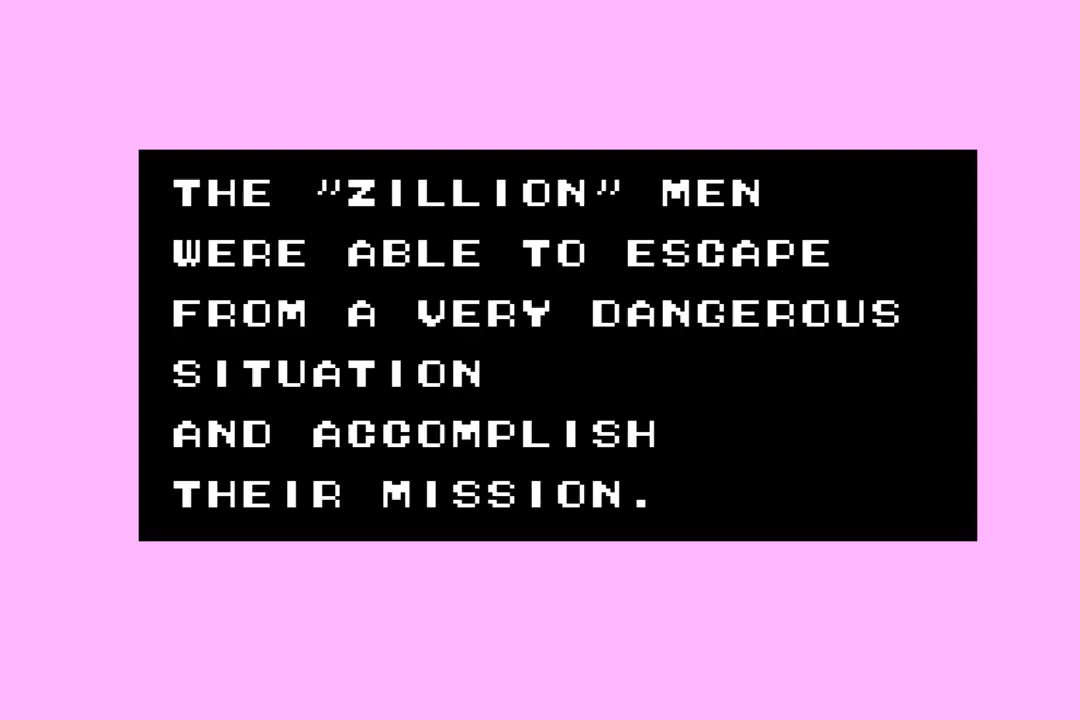 THE "ZILLION" MEN
WERE ABLE TO ESCAPE
FROM A VERY DANGEROUS
SITUATION
AND ACCOMPLISH
THEIR MISSION.